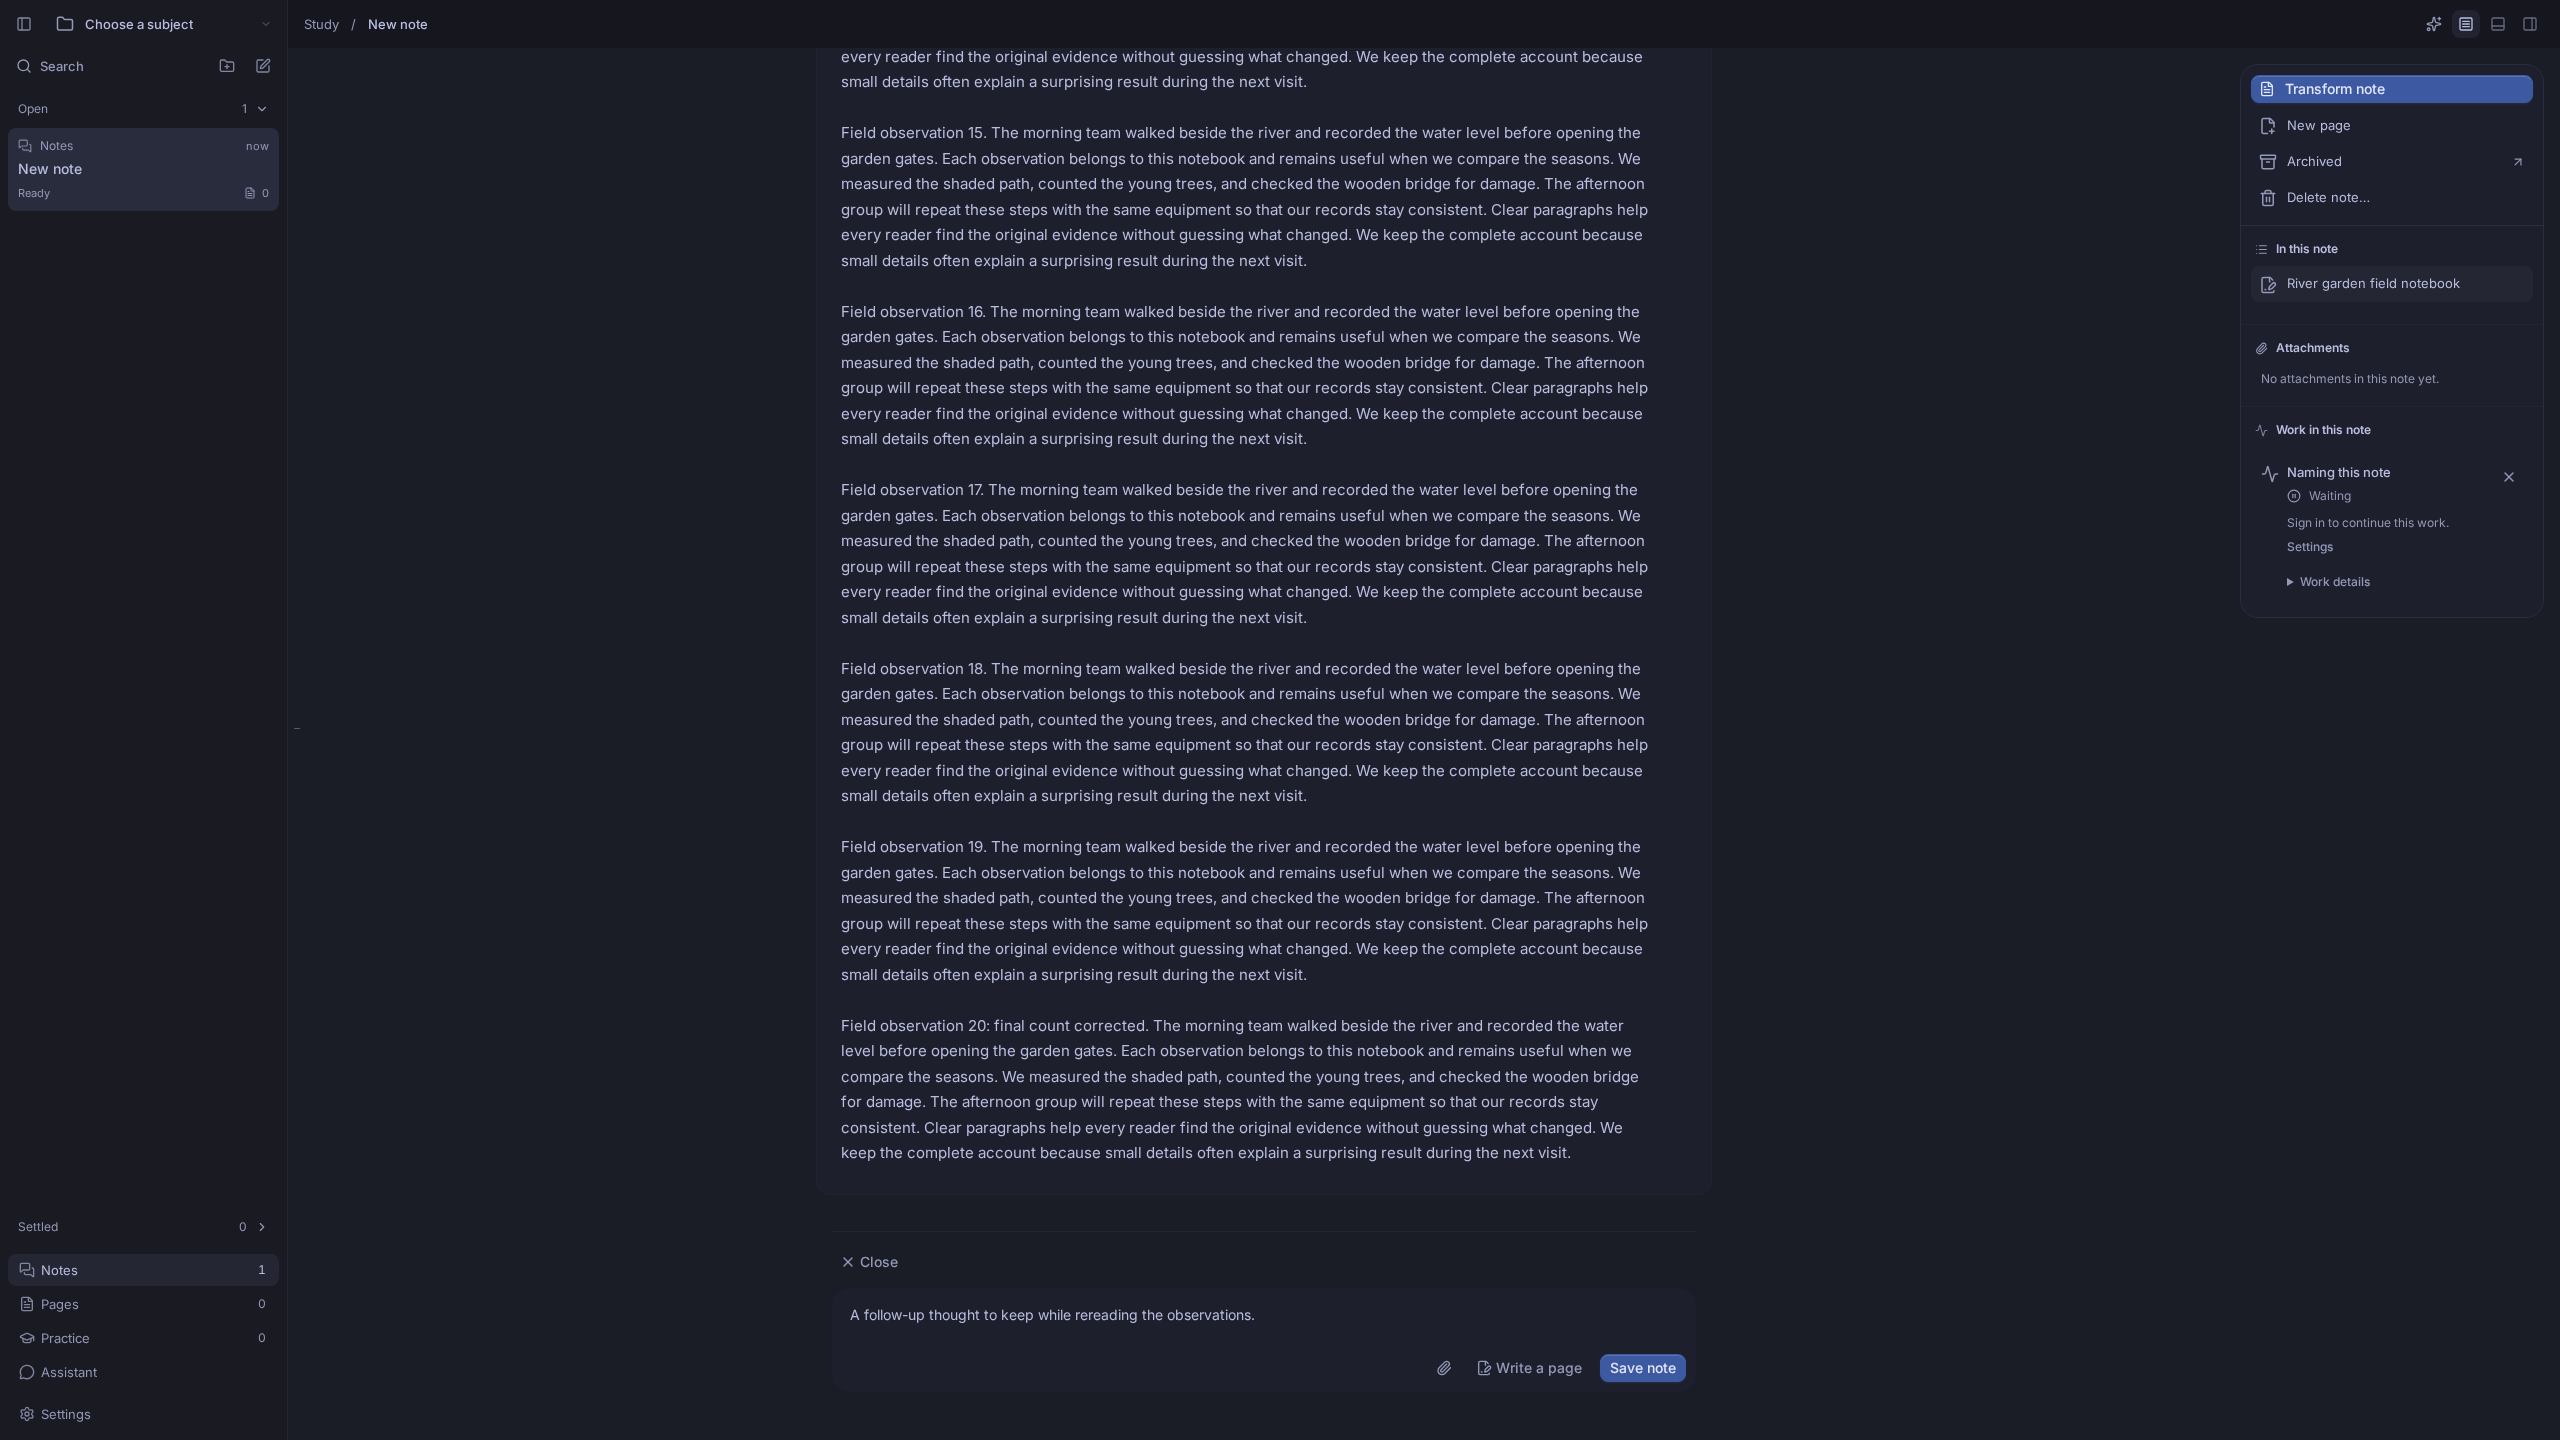 Choose a subject
Search
Open 1
Notes now
New note
Ready 0
Settled 0
Notes 1
Pages 0
Practice 0
Assistant
Settings
Study / New note
every reader find the original evidence without guessing what changed. We keep the complete account because
small details often explain a surprising result during the next visit.
Field observation 15. The morning team walked beside the river and recorded the water level before opening the
garden gates. Each observation belongs to this notebook and remains useful when we compare the seasons. We
measured the shaded path, counted the young trees, and checked the wooden bridge for damage. The afternoon
group will repeat these steps with the same equipment so that our records stay consistent. Clear paragraphs help
every reader find the original evidence without guessing what changed. We keep the complete account because
small details often explain a surprising result during the next visit.
Field observation 16. The morning team walked beside the river and recorded the water level before opening the
garden gates. Each observation belongs to this notebook and remains useful when we compare the seasons. We
measured the shaded path, counted the young trees, and checked the wooden bridge for damage. The afternoon
group will repeat these steps with the same equipment so that our records stay consistent. Clear paragraphs help
every reader find the original evidence without guessing what changed. We keep the complete account because
small details often explain a surprising result during the next visit.
Field observation 17. The morning team walked beside the river and recorded the water level before opening the
garden gates. Each observation belongs to this notebook and remains useful when we compare the seasons. We
measured the shaded path, counted the young trees, and checked the wooden bridge for damage. The afternoon
group will repeat these steps with the same equipment so that our records stay consistent. Clear paragraphs help
every reader find the original evidence without guessing what changed. We keep the complete account because
small details often explain a surprising result during the next visit.
Field observation 18. The morning team walked beside the river and recorded the water level before opening the
garden gates. Each observation belongs to this notebook and remains useful when we compare the seasons. We
measured the shaded path, counted the young trees, and checked the wooden bridge for damage. The afternoon
group will repeat these steps with the same equipment so that our records stay consistent. Clear paragraphs help
every reader find the original evidence without guessing what changed. We keep the complete account because
small details often explain a surprising result during the next visit.
Field observation 19. The morning team walked beside the river and recorded the water level before opening the
garden gates. Each observation belongs to this notebook and remains useful when we compare the seasons. We
measured the shaded path, counted the young trees, and checked the wooden bridge for damage. The afternoon
group will repeat these steps with the same equipment so that our records stay consistent. Clear paragraphs help
every reader find the original evidence without guessing what changed. We keep the complete account because
small details often explain a surprising result during the next visit.
Field observation 20: final count corrected. The morning team walked beside the river and recorded the water
level before opening the garden gates. Each observation belongs to this notebook and remains useful when we
compare the seasons. We measured the shaded path, counted the young trees, and checked the wooden bridge
for damage. The afternoon group will repeat these steps with the same equipment so that our records stay
consistent. Clear paragraphs help every reader find the original evidence without guessing what changed. We
keep the complete account because small details often explain a surprising result during the next visit.
Close
A follow-up thought to keep while rereading the observations.
Write a page
Save note
Transform note
New page
Archived
Delete note...
In this note
River garden field notebook
Attachments
No attachments in this note yet.
Work in this note
Naming this note
Waiting
Sign in to continue this work.
Settings
Work details